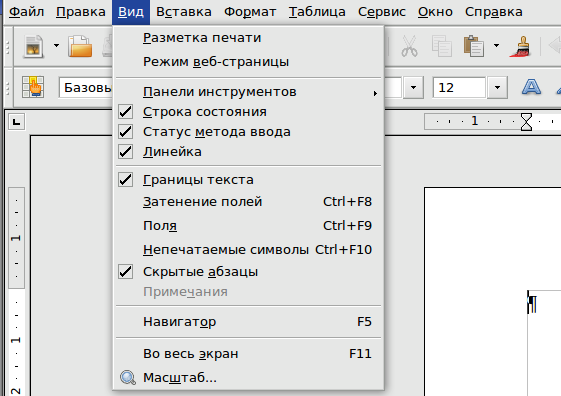 Файл Правка Вид Вставка Формат Таблица Сервис Окно Справка
Разметка печати
Режим веб-страницы
Панели инструментов
Строка состояния
Статус метода ввода
Линейка
Границы текста
Затенение полей Ctrl+F8
Поля Ctrl+F9
Непечатаемые символы Ctrl+F10
Скрытые абзацы
Примечания
Навигатор F5
Во весь экран F11
Масштаб...
Базовы
12
A
1
1
1
2
¶